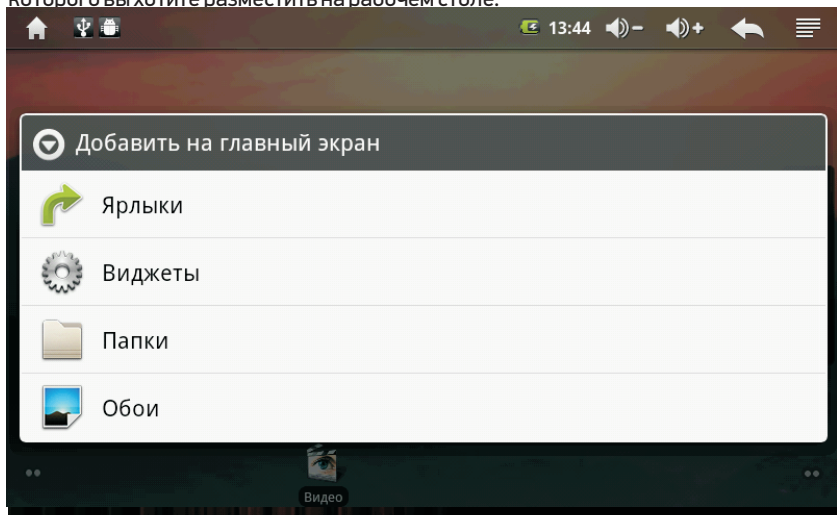 которого вы хотите разместить на рабочем столе.
13:44
Добавить на главный экран
Ярлыки
Виджеты
Папки
Обои
Видео